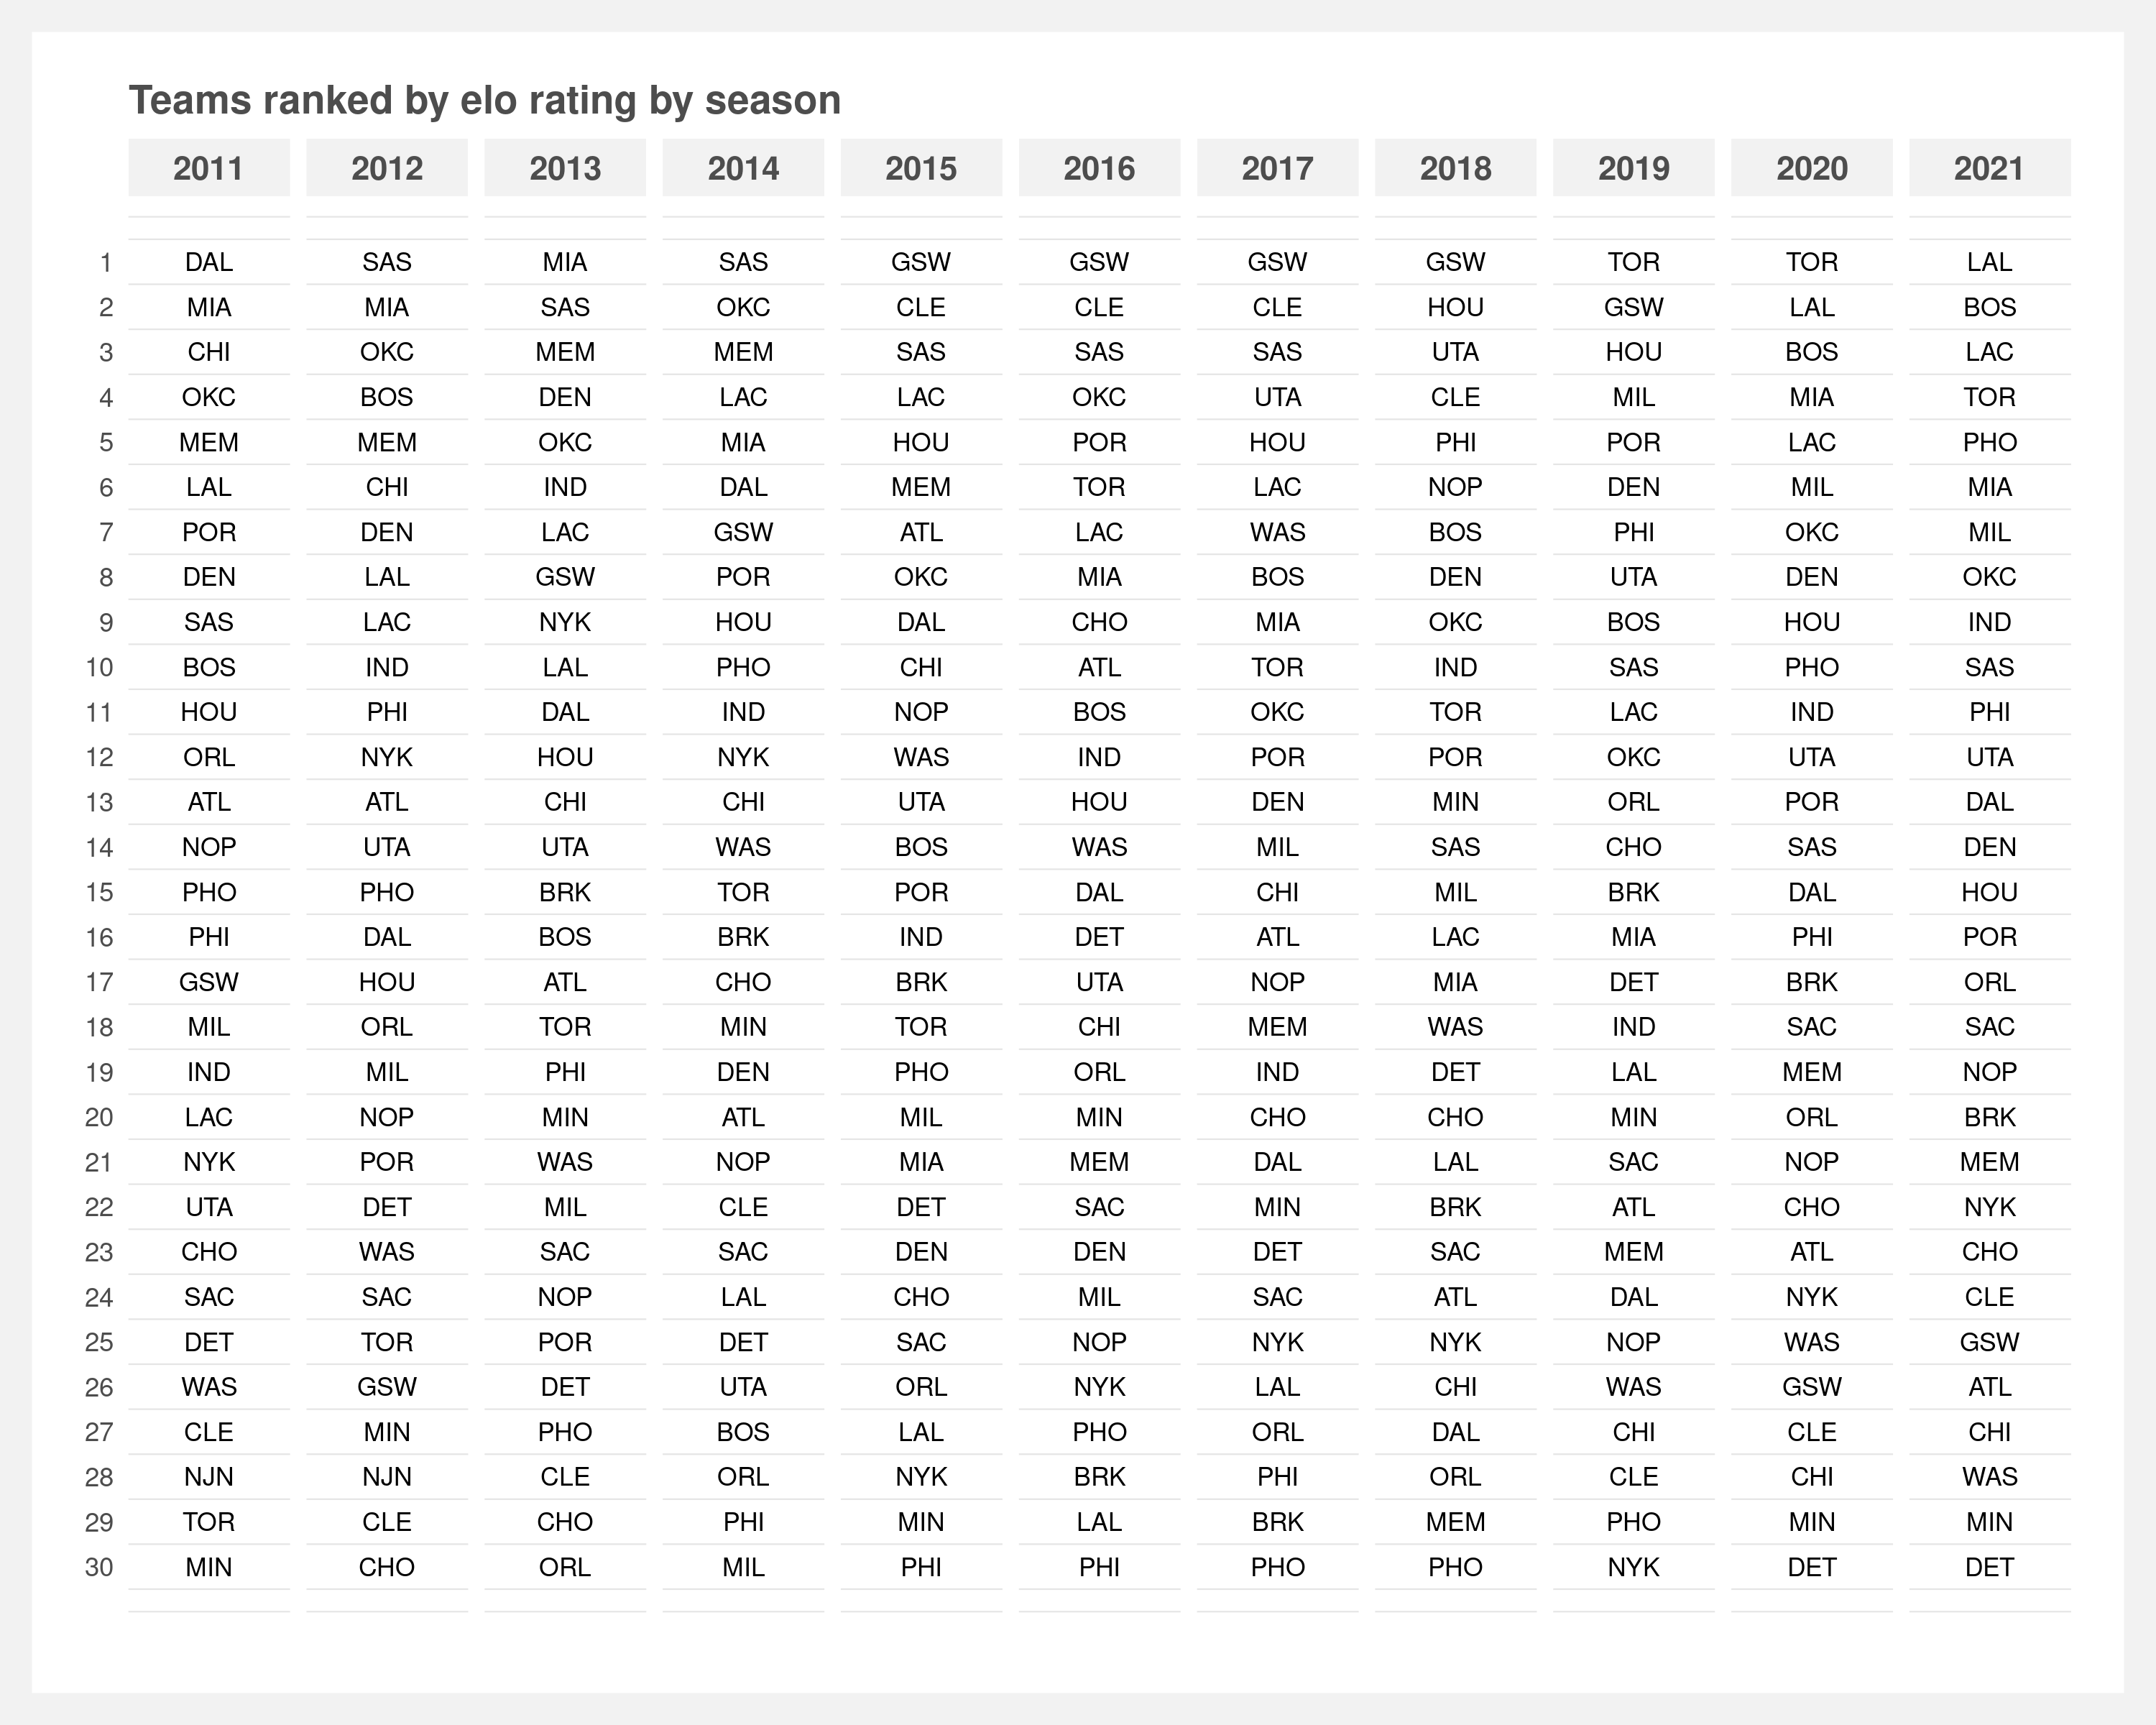 Teams ranked by elo rating by season
2011 2012 2013 2014 2015 2016 2017 2018 2019 2020 2021
1 DAL SAS MIA SAS GSW GSW GSW GSW TOR TOR LAL
2 MIA MIA SAS OKC CLE CLE CLE HOU GSW LAL BOS
3 CHI OKC MEM MEM SAS SAS SAS UTA HOU BOS LAC
4 OKC BOS DEN LAC LAC OKC UTA CLE MIL MIA TOR
5 MEM MEM OKC MIA HOU POR HOU PHI POR LAC PHO
6 LAL CHI IND DAL MEM TOR LAC NOP DEN MIL MIA
7 POR DEN LAC GSW ATL LAC WAS BOS PHI OKC MIL
8 DEN LAL GSW POR OKC MIA BOS DEN UTA DEN OKC
9 SAS LAC NYK HOU DAL CHO MIA OKC BOS HOU IND
10 BOS IND LAL PHO CHI ATL TOR IND SAS PHO SAS
11 HOU PHI DAL IND NOP BOS OKC TOR LAC IND PHI
12 ORL NYK HOU NYK WAS IND POR POR OKC UTA UTA
13 ATL ATL CHI CHI UTA HOU DEN MIN ORL POR DAL
14 NOP UTA UTA WAS BOS WAS MIL SAS CHO SAS DEN
15 PHO PHO BRK TOR POR DAL CHI MIL BRK DAL HOU
16 PHI DAL BOS BRK IND DET ATL LAC MIA PHI POR
17 GSW HOU ATL CHO BRK UTA NOP MIA DET BRK ORL
18 MIL ORL TOR MIN TOR CHI MEM WAS IND SAC SAC
19 IND MIL PHI DEN PHO ORL IND DET LAL MEM NOP
20 LAC NOP MIN ATL MIL MIN CHO CHO MIN ORL BRK
21 NYK POR WAS NOP MIA MEM DAL LAL SAC NOP MEM
22 UTA DET MIL CLE DET SAC MIN BRK ATL CHO NYK
23 CHO WAS SAC SAC DEN DEN DET SAC MEM ATL CHO
24 SAC SAC NOP LAL CHO MIL SAC ATL DAL NYK CLE
25 DET TOR POR DET SAC NOP NYK NYK NOP WAS GSW
26 WAS GSW DET UTA ORL NYK LAL CHI WAS GSW ATL
27 CLE MIN PHO BOS LAL PHO ORL DAL CHI CLE CHI
28 NJN NJN CLE ORL NYK BRK PHI ORL CLE CHI WAS
29 TOR CLE CHO PHI MIN LAL BRK MEM PHO MIN MIN
30 MIN CHO ORL MIL PHI PHI PHO PHO NYK DET DET